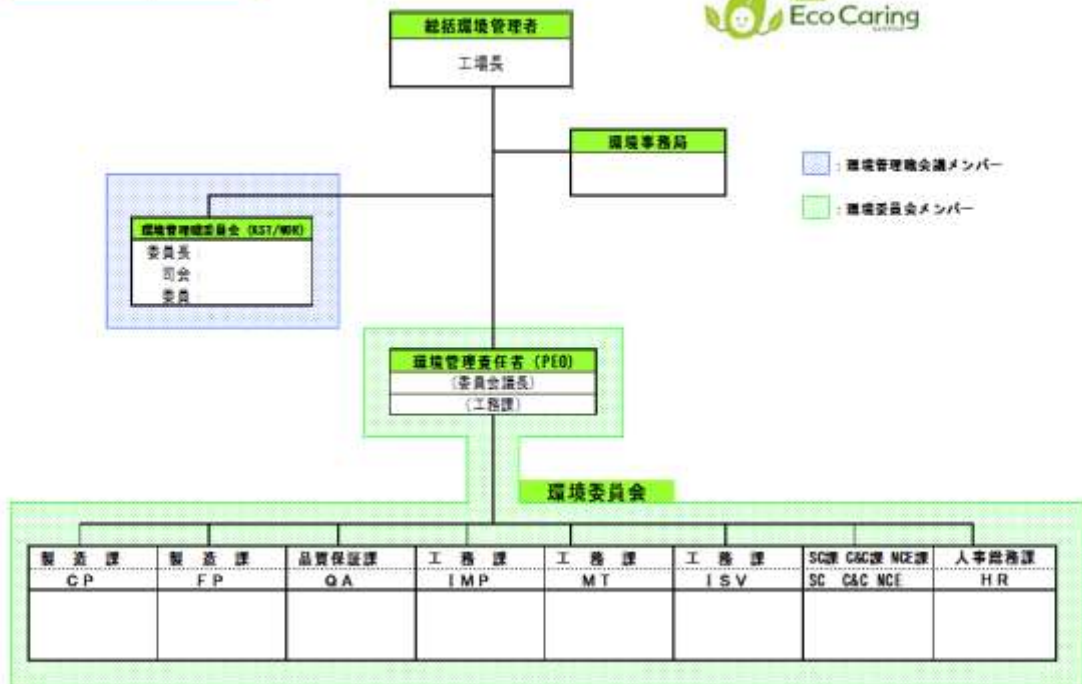 Eco Caring
総括環境管理者
工場長
環境事務局
：環境管理職会議メンバー
：環境委員会メンバー
環境管理職委員会 (KST/MDR)
委員長：
司会：
委員：
環境管理責任者 (PEO)
(委員会議長)
(工務課)
環境委員会
製造課 製造課 品質保証課 工務課 工務課 工務課 SC課 C&C課 NCE課 人事総務課
CP FP QA IMP MT ISV SC C&C NCE HR